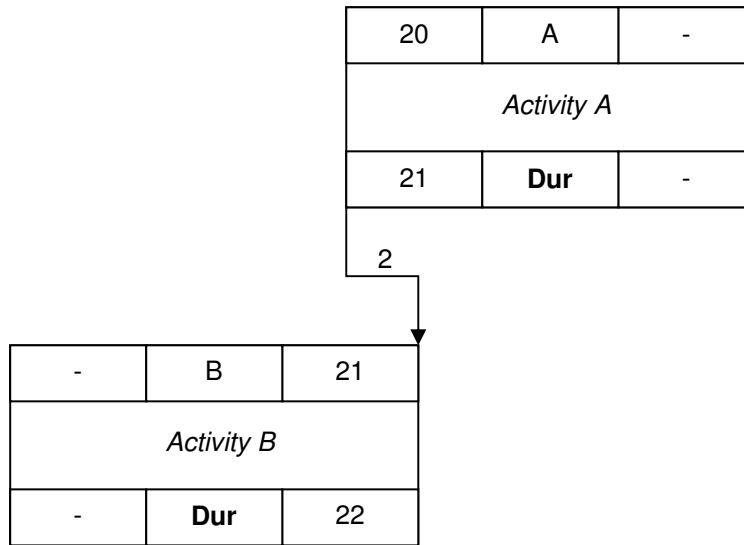 20 A -
Activity A
21 Dur -
2
- B 21
Activity B
- Dur 22